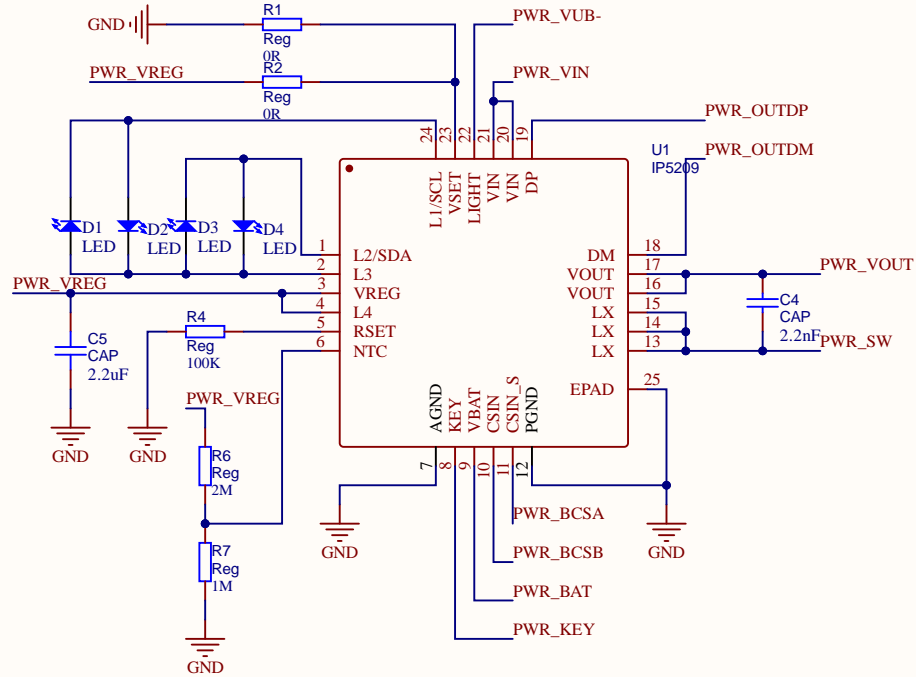 R1
GND
Reg
0R
PWR_VREG
R2
Reg
0R
PWR_VUB-
PWR_VIN
PWR_OUTDP
PWR_OUTDM
24
23
22
21
20
19
L1/SCL
VSET
LIGHT
VIN
VIN
DP
U1
IP5209
D1
LED
D2
LED
D3
LED
D4
LED
1
L2/SDA
2
L3
PWR_VREG
3
VREG
4
L4
5
RSET
6
NTC
DM
18
VOUT
17
VOUT
16
LX
15
LX
14
LX
13
EPAD
25
PWR_VOUT
C4
CAP
2.2nF
PWR_SW
C5
CAP
2.2uF
GND
R4
Reg
100K
GND
PWR_VREG
R6
Reg
2M
R7
Reg
1M
GND
AGND
KEY
VBAT
CSIN
CSIN_S
PGND
7
8
9
10
11
12
GND
GND
PWR_BCSA
PWR_BCSB
PWR_BAT
PWR_KEY